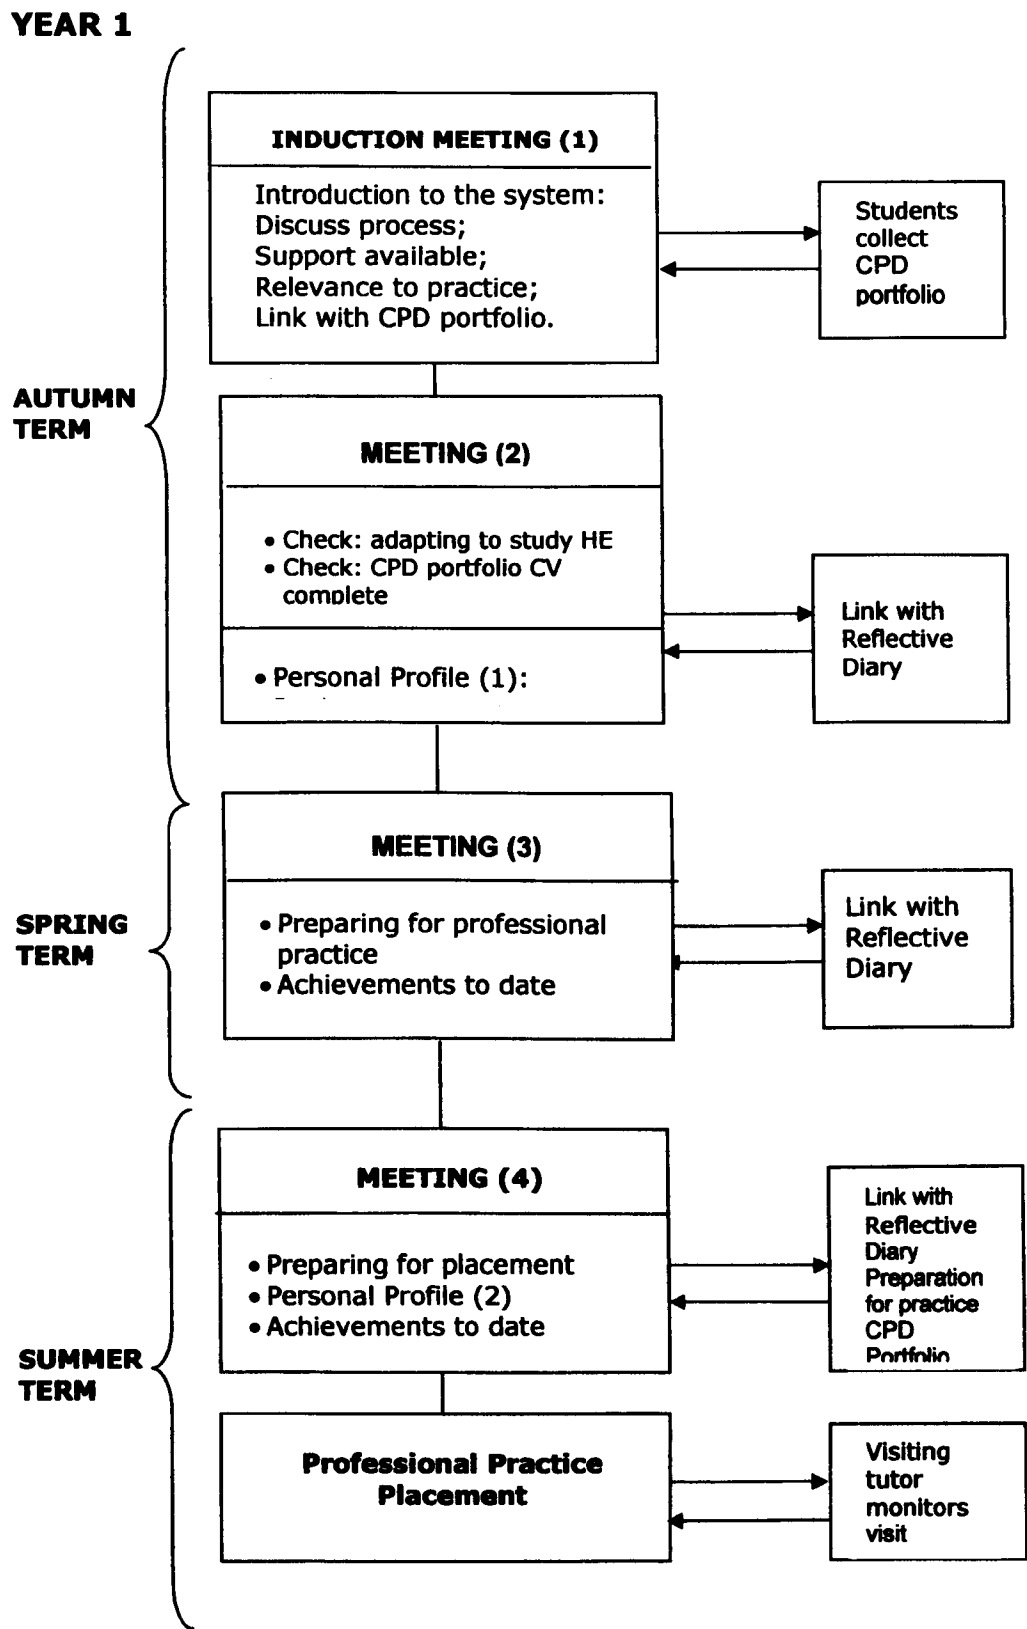 YEAR 1
INDUCTION MEETING (1)
Introduction to the system:
Discuss process;
Support available;
Relevance to practice;
Link with CPD portfolio.
Students
collect
CPD
portfolio
AUTUMN
TERM
MEETING (2)
• Check: adapting to study HE
• Check: CPD portfolio CV
complete
• Personal Profile (1):
Link with
Reflective
Diary
SPRING
TERM
MEETING (3)
• Preparing for professional
practice
• Achievements to date
Link with
Reflective
Diary
SUMMER
TERM
MEETING (4)
• Preparing for placement
• Personal Profile (2)
• Achievements to date
Link with
Reflective
Diary
Preparation
for practice
CPD
Portfolio
Professional Practice
Placement
Visiting
tutor
monitors
visit